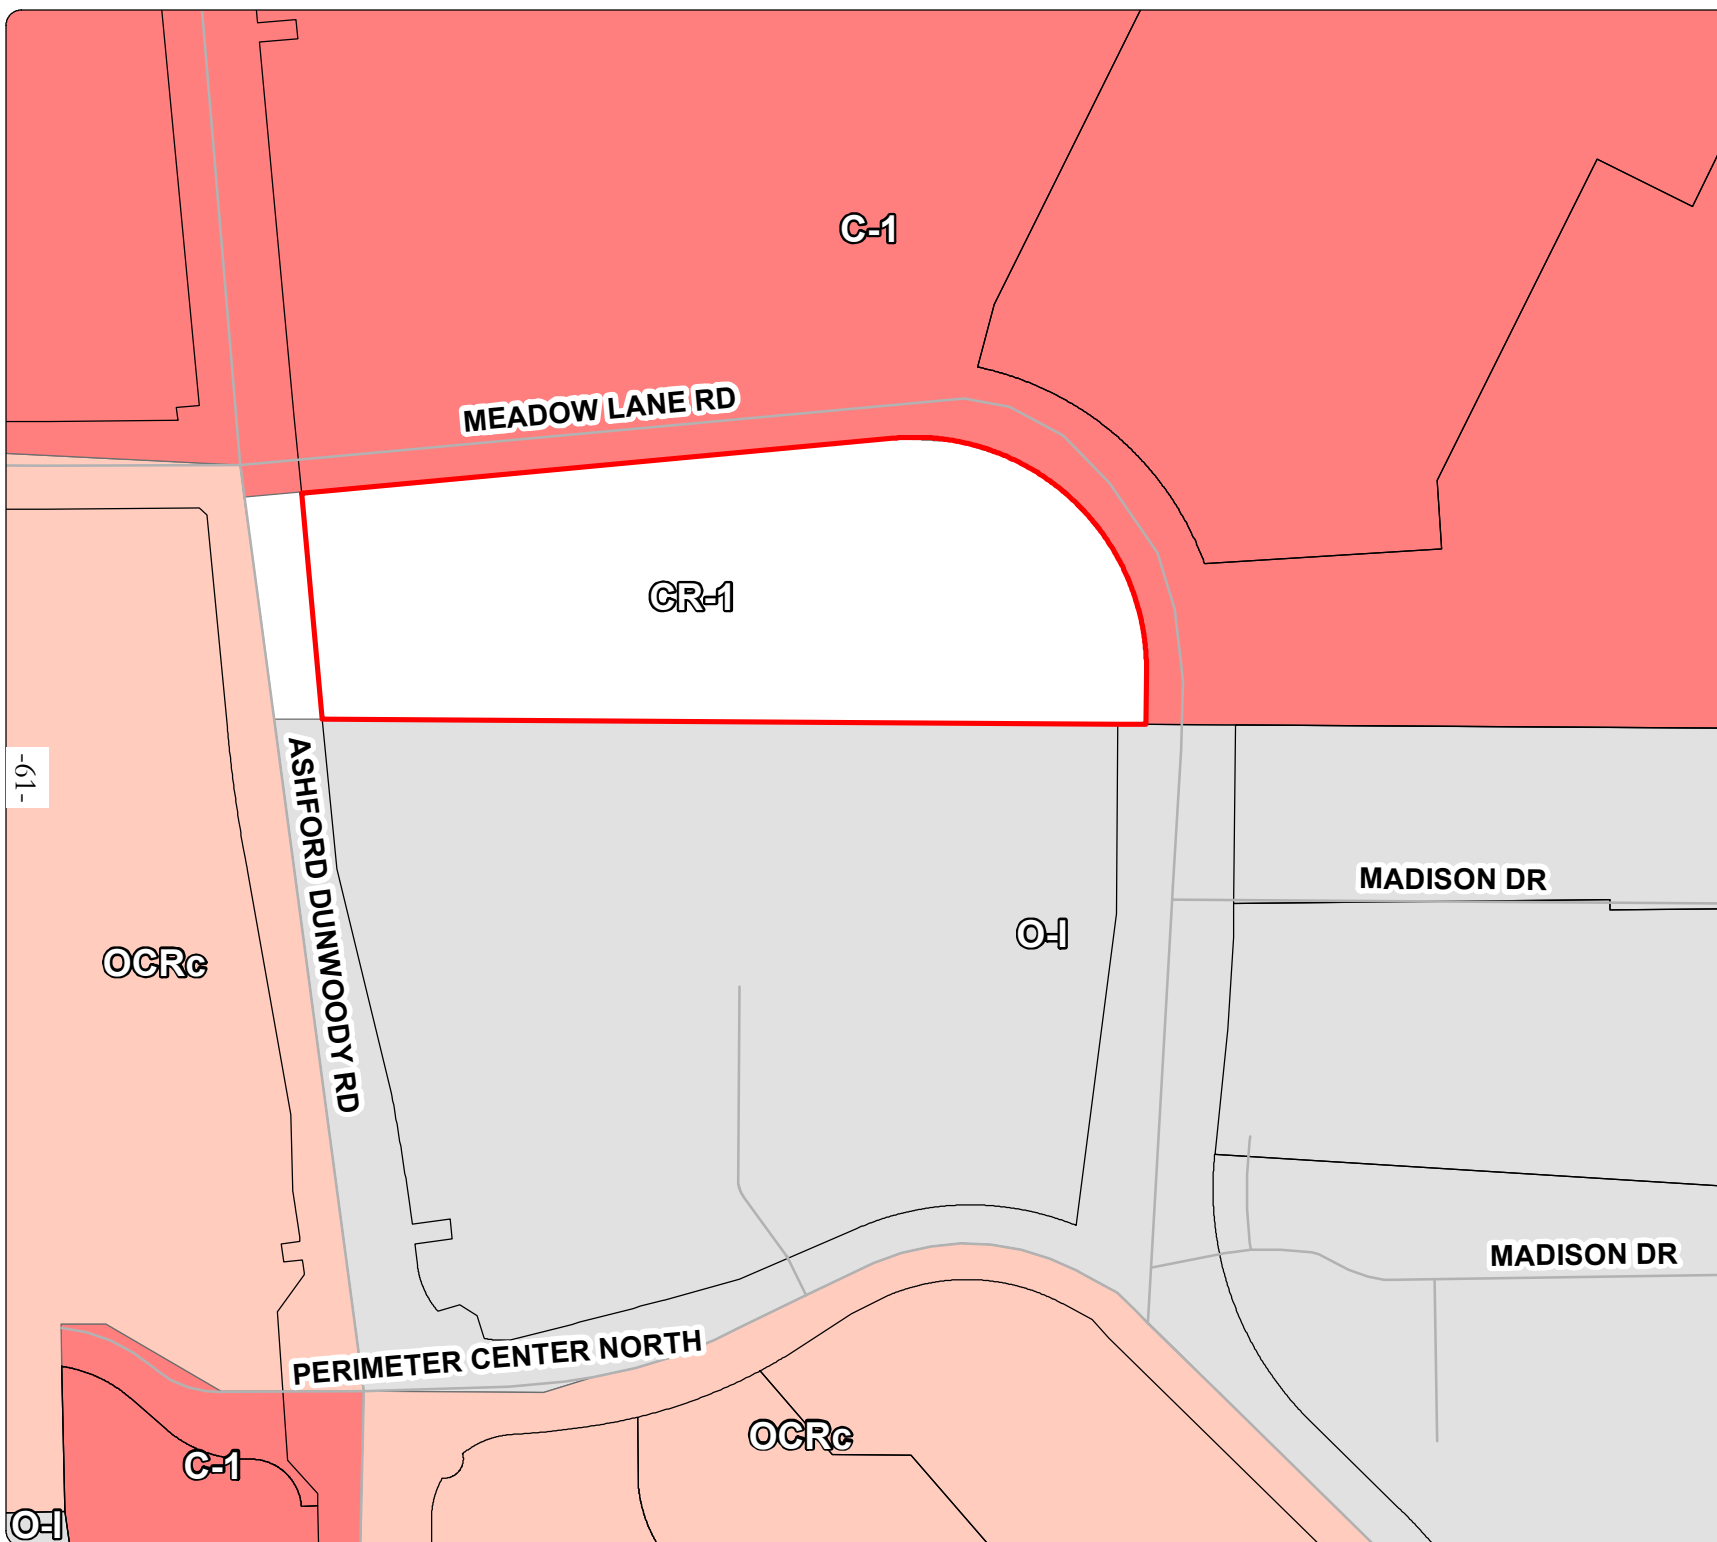 C-1
MEADOW LANE RD
CR-1
-61-
ASHFORD DUNWOODY RD
MADISON DR
O-I
OCRc
MADISON DR
PERIMETER CENTER NORTH
OCRc
C-1
O-I